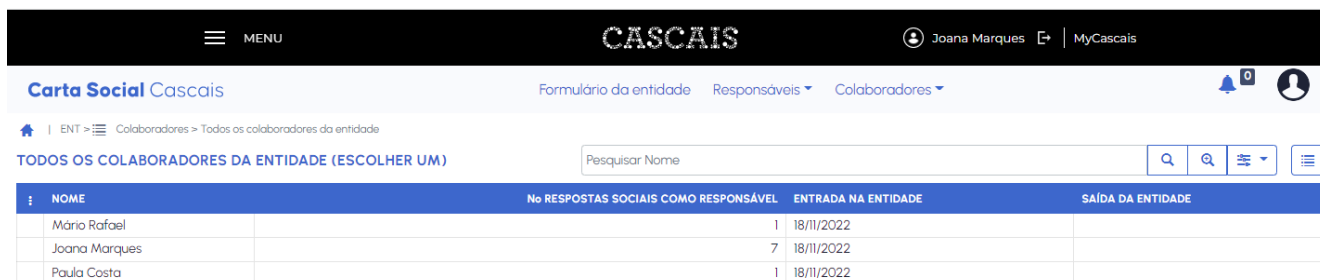 MENU CASCAIS Joana Marques MyCascais
Carta Social Cascais Formulário da entidade Responsáveis Colaboradores 0
| ENT > Colaboradores > Todos os colaboradores da entidade
TODOS OS COLABORADORES DA ENTIDADE (ESCOLHER UM) Pesquisar Nome
NOME No RESPOSTAS SOCIAIS COMO RESPONSÁVEL ENTRADA NA ENTIDADE SAÍDA DA ENTIDADE
Mário Rafael 1 18/11/2022
Joana Marques 7 18/11/2022
Paula Costa 1 18/11/2022